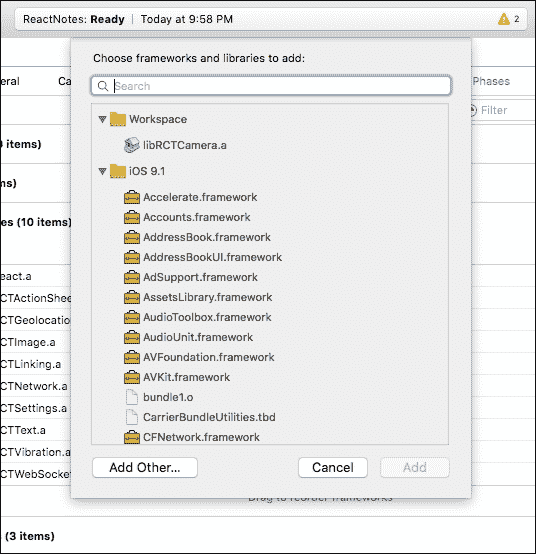 ReactNotes: Ready | Today at 9:58 PM
2
Choose frameworks and libraries to add:
Search
eral
Ca
Phases
Filter
Workspace
libRCTCamera.a
items)
iOS 9.1
ms)
Accelerate.framework
Accounts.framework
es (10 items)
AddressBook.framework
AddressBookUI.framework
eact.a
AdSupport.framework
CTActionShee
AssetsLibrary.framework
CTGeolocation
AudioToolbox.framework
CTImage.a
AudioUnit.framework
CTLinking.a
AVFoundation.framework
CTNetwork.a
AVKit.framework
CTSettings.a
bundle1.o
CTText.a
CarrierBundleUtilities.tbd
CTVibration.a
CFNetwork.framework
CTWebSocket
Add Other...
Cancel
Add
Drag to reorder frameworks
(3 items)